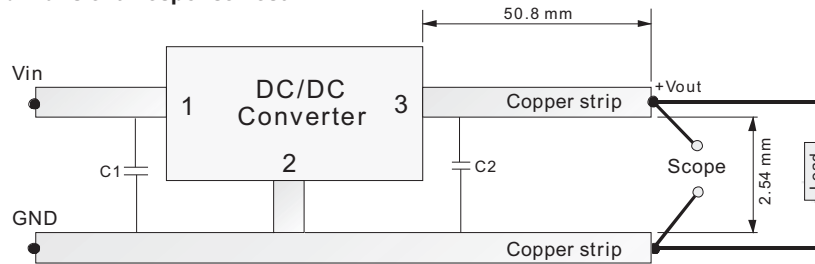 50.8 mm
Vin
DC/DC
Converter
1
3
2
Copper strip
+Vout
C1
C2
Scope
2.54 mm
GND
Copper strip